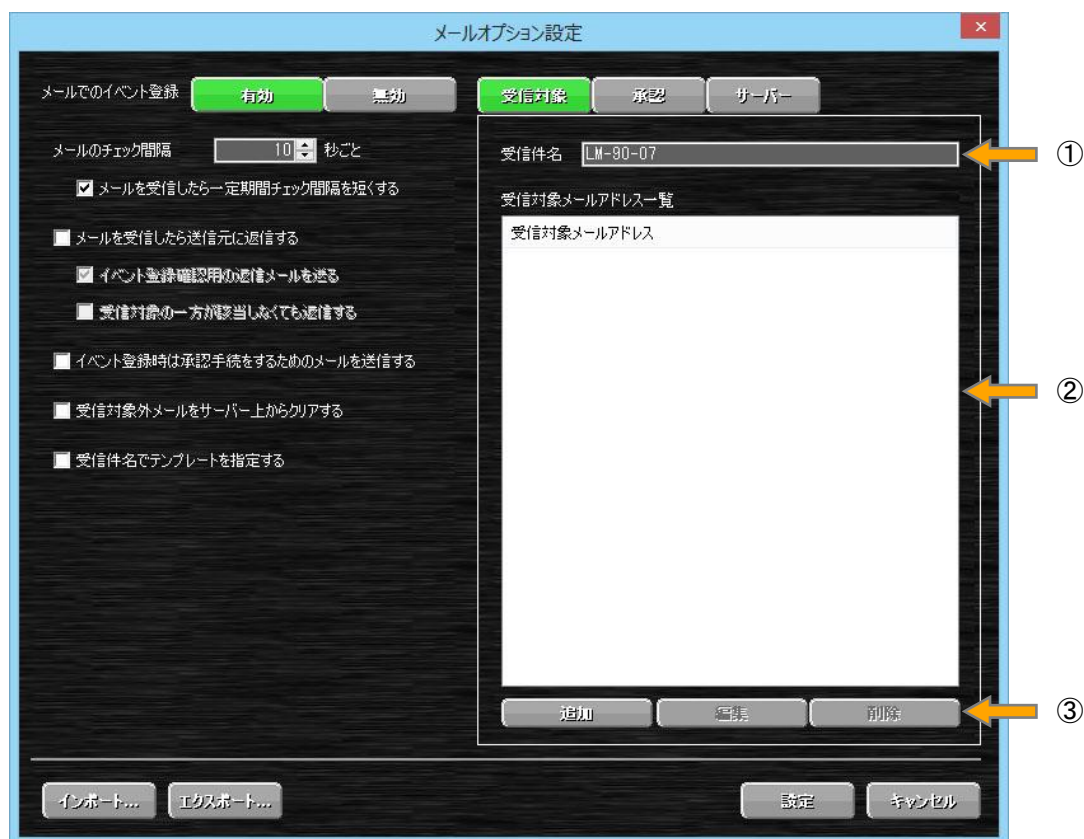 メールオプション設定
×
メールでのイベント登録 有効 無効
メールのチェック間隔 10 秒ごと
メールを受信したら一定期間チェック間隔を短くする
メールを受信したら送信元に返信する
イベント登録確認用の返信メールを送る
受信対象の一方が該当しなくても返信する
イベント登録時は承認手続をするためのメールを送信する
受信対象外メールをサーバー上からクリアする
受信件名でテンプレートを指定する
受信対象 承認 サーバー
受信件名 LM-90-07
①
受信対象メールアドレス一覧
受信対象メールアドレス
②
追加 編集 削除
③
インポート... エクスポート... 設定 キャンセル